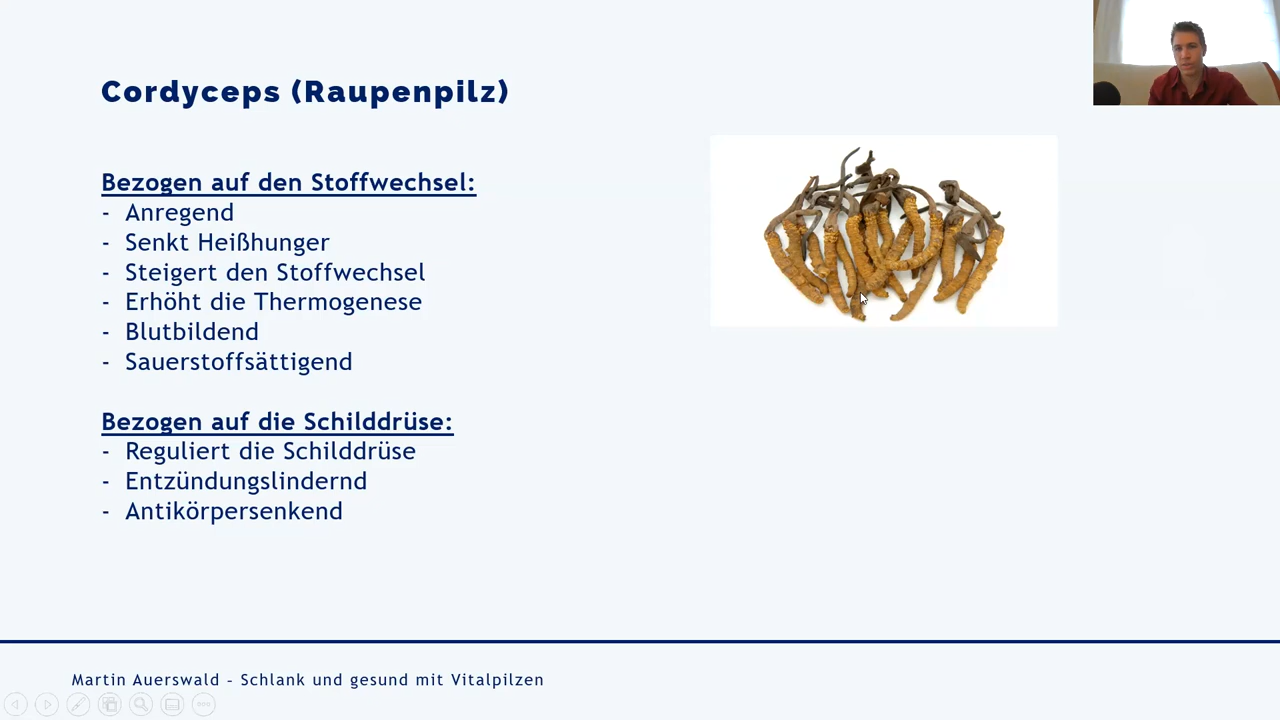 Cordyceps (Raupenpilz)
Bezogen auf den Stoffwechsel:
- Anregend
- Senkt Heißhunger
- Steigert den Stoffwechsel
- Erhöht die Thermogenese
- Blutbildend
- Sauerstoffsättigend
Bezogen auf die Schilddrüse:
- Reguliert die Schilddrüse
- Entzündungslindernd
- Antikörpersenkend
Martin Auerswald – Schlank und gesund mit Vitalpilzen